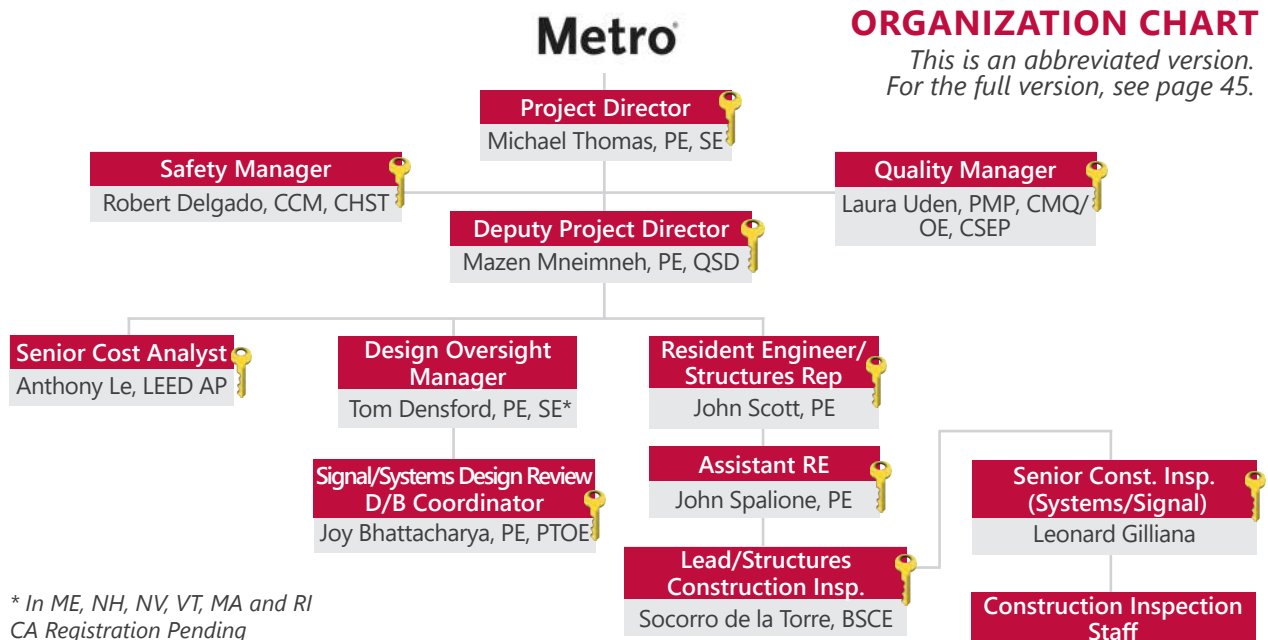 Metro
ORGANIZATION CHART
This is an abbreviated version.
For the full version, see page 45.
Project Director
Michael Thomas, PE, SE
Safety Manager
Robert Delgado, CCM, CHST
Quality Manager
Laura Uden, PMP, CMQ/
OE, CSEP
Deputy Project Director
Mazen Mneimneh, PE, QSD
Senior Cost Analyst
Anthony Le, LEED AP
Design Oversight
Manager
Tom Densford, PE, SE*
Resident Engineer/
Structures Rep
John Scott, PE
Signal/Systems Design Review
D/B Coordinator
Joy Bhattacharya, PE, PTOE
Assistant RE
John Spalione, PE
Senior Const. Insp.
(Systems/Signal)
Leonard Gilliana
Lead/Structures
Construction Insp.
Socorro de la Torre, BSCE
Construction Inspection
Staff
* In ME, NH, NV, VT, MA and RI
CA Registration Pending